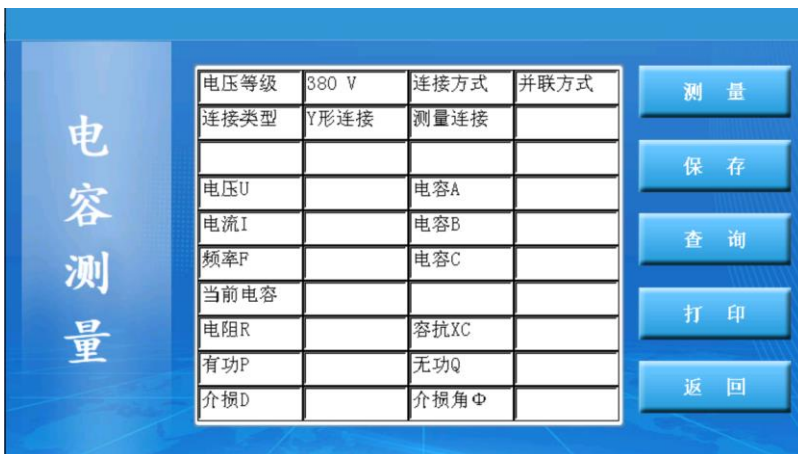 电容测量
电压等级 380 V 连接方式 并联方式
连接类型 Y形连接 测量连接
电压U 电容A
电流I 电容B
频率F 电容C
当前电容
电阻R 容抗XC
有功P 无功Q
介损D 介损角Φ
测 量
保 存
查 询
打 印
返 回